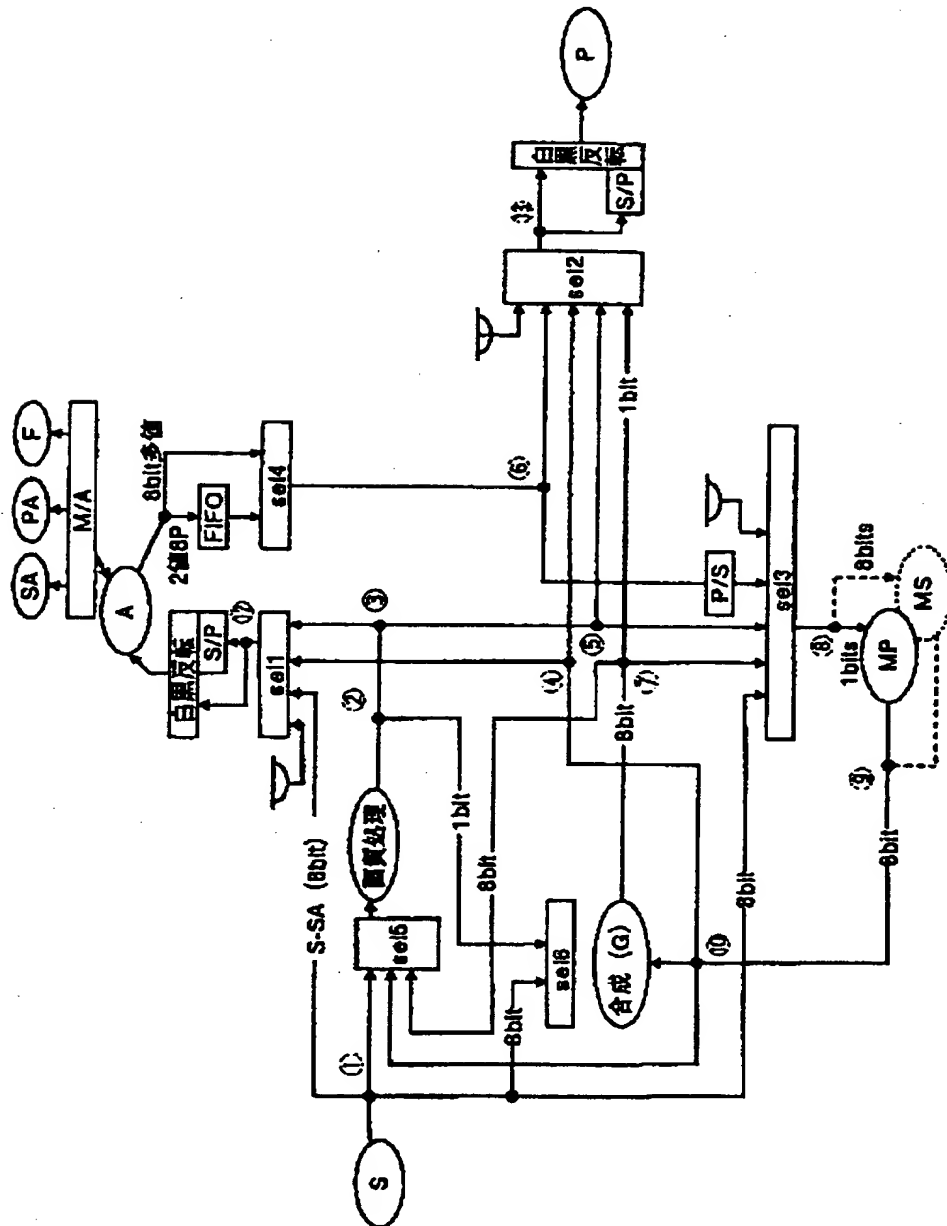 S
(1)
S-SA (8bit)
sel5
画質処理
(2)
(3)
1bit
8bit
8bit
sel6
合成 (G)
(10)
8bit
(4)
(5)
(7)
sel1
S/P
白黒反転
A
M/A
SA
PA
F
2値8P
8bit多値
FIFO
sel4
(6)
1bit
P/S
sel3
8bit
(8)
1bits
8bits
MP
MS
(9)
8bit
sel2
S/P
白黒反転
P